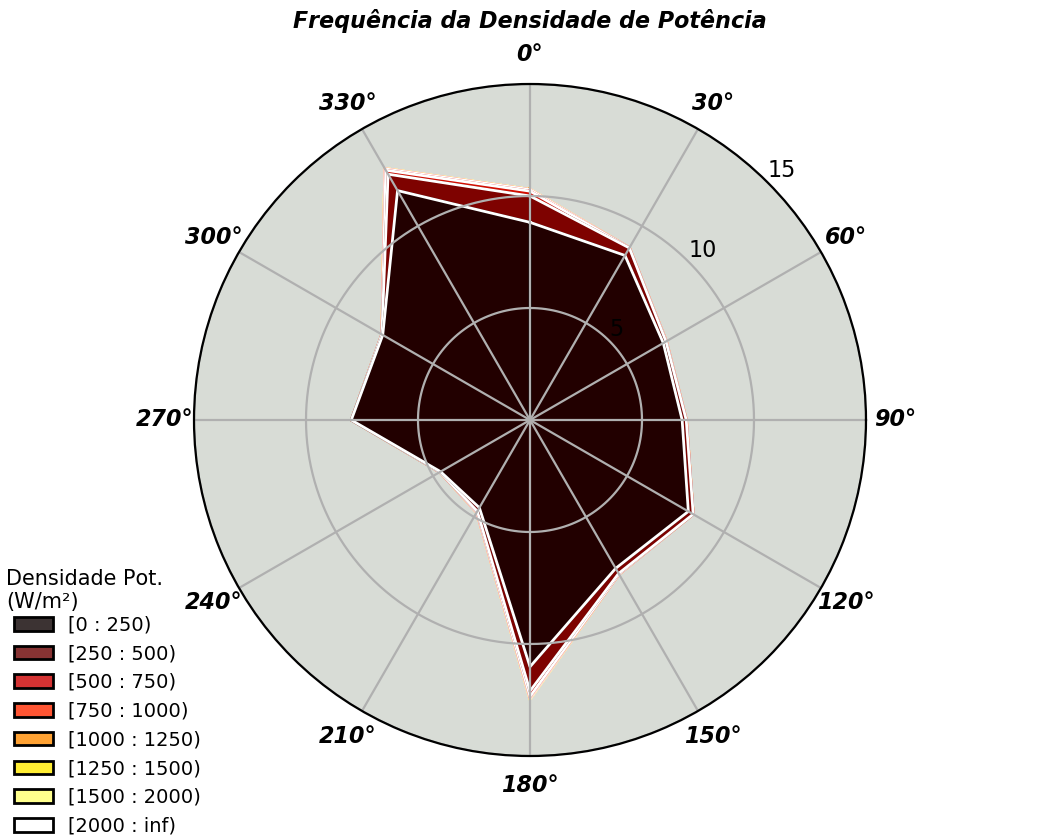 Frequência da Densidade de Potência
0°
330°
30°
15
300°
60°
10
5
270°
90°
Densidade Pot.
(W/m²)
240°
120°
[0 : 250)
[250 : 500)
[500 : 750)
[750 : 1000)
210°
150°
[1000 : 1250)
[1250 : 1500)
180°
[1500 : 2000)
[2000 : inf)